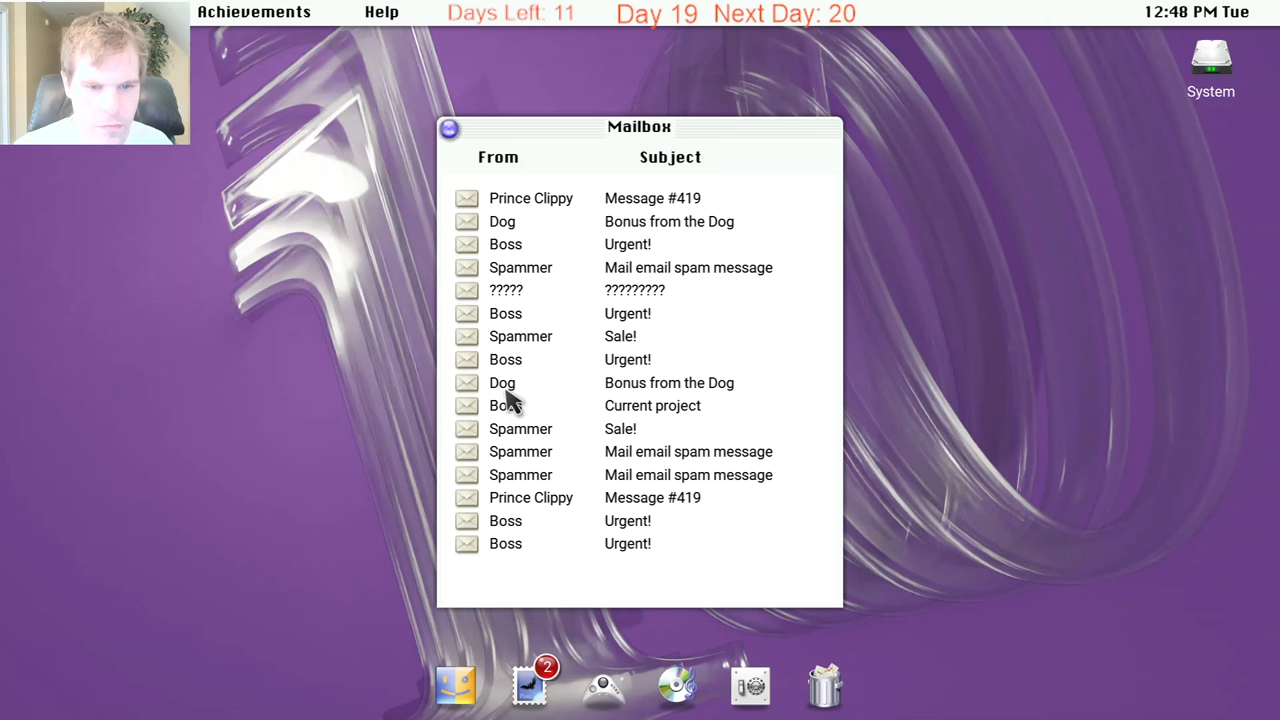 Achievements Help Days Left: 11 Day 19 Next Day: 20 12:48 PM Tue
System
Mailbox
From Subject
Prince Clippy Message #419
Dog Bonus from the Dog
Boss Urgent!
Spammer Mail email spam message
????? ?????????
Boss Urgent!
Spammer Sale!
Boss Urgent!
Dog Bonus from the Dog
Current project
Spammer Sale!
Spammer Mail email spam message
Spammer Mail email spam message
Prince Clippy Message #419
Boss Urgent!
Boss Urgent!
2